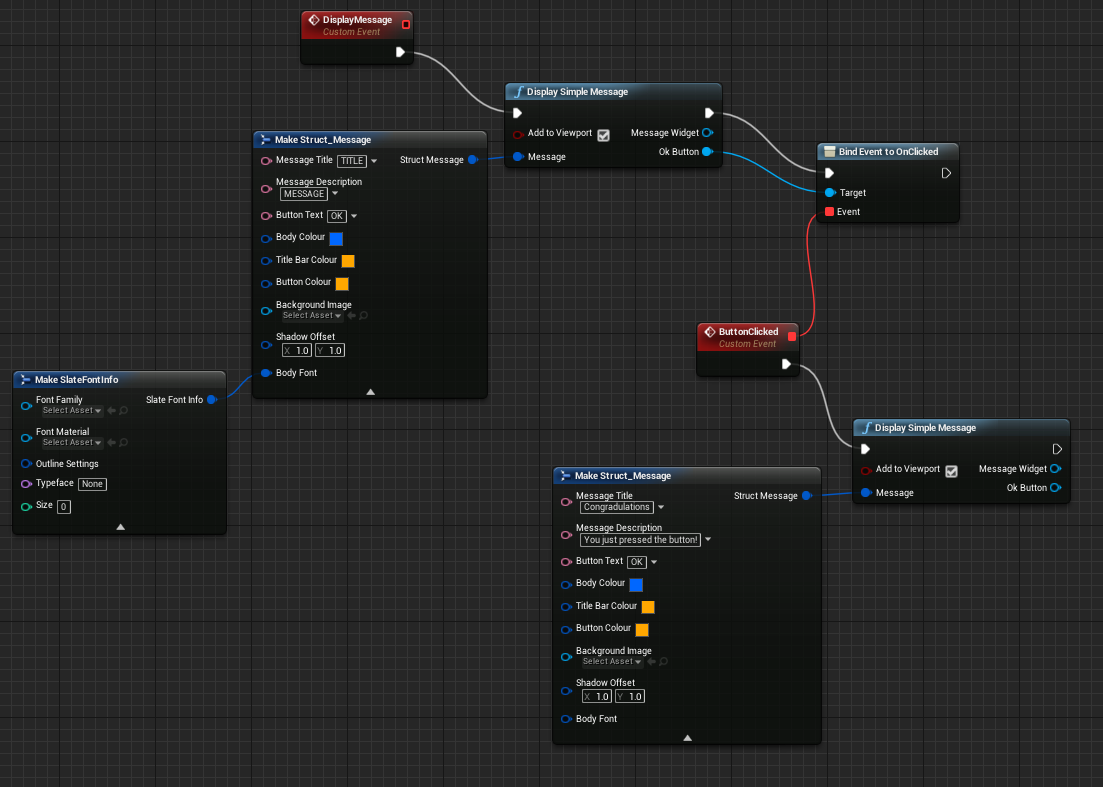 DisplayMessage
Custom Event
Display Simple Message
Add to Viewport
Message Widget
Ok Button
Message
Bind Event to OnClicked
Target
Event
Make Struct_Message
Message Title TITLE
Struct Message
Message Description
MESSAGE
Button Text OK
Body Colour
Title Bar Colour
Button Colour
Background Image
Select Asset
Shadow Offset
X 1.0 Y 1.0
Body Font
Make SlateFontInfo
Font Family
Select Asset
Slate Font Info
Font Material
Select Asset
Outline Settings
Typeface None
Size 0
ButtonClicked
Custom Event
Display Simple Message
Add to Viewport
Message Widget
Ok Button
Message
Make Struct_Message
Message Title
Congradulations
Struct Message
Message Description
You just pressed the button!
Button Text OK
Body Colour
Title Bar Colour
Button Colour
Background Image
Select Asset
Shadow Offset
X 1.0 Y 1.0
Body Font